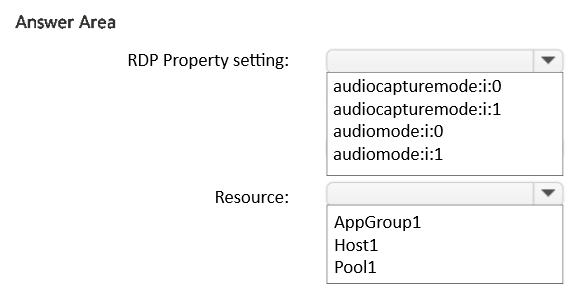 Answer Area
RDP Property setting:
audiocapturemode:i:0
audiocapturemode:i:1
audiomode:i:0
audiomode:i:1
Resource:
AppGroup1
Host1
Pool1